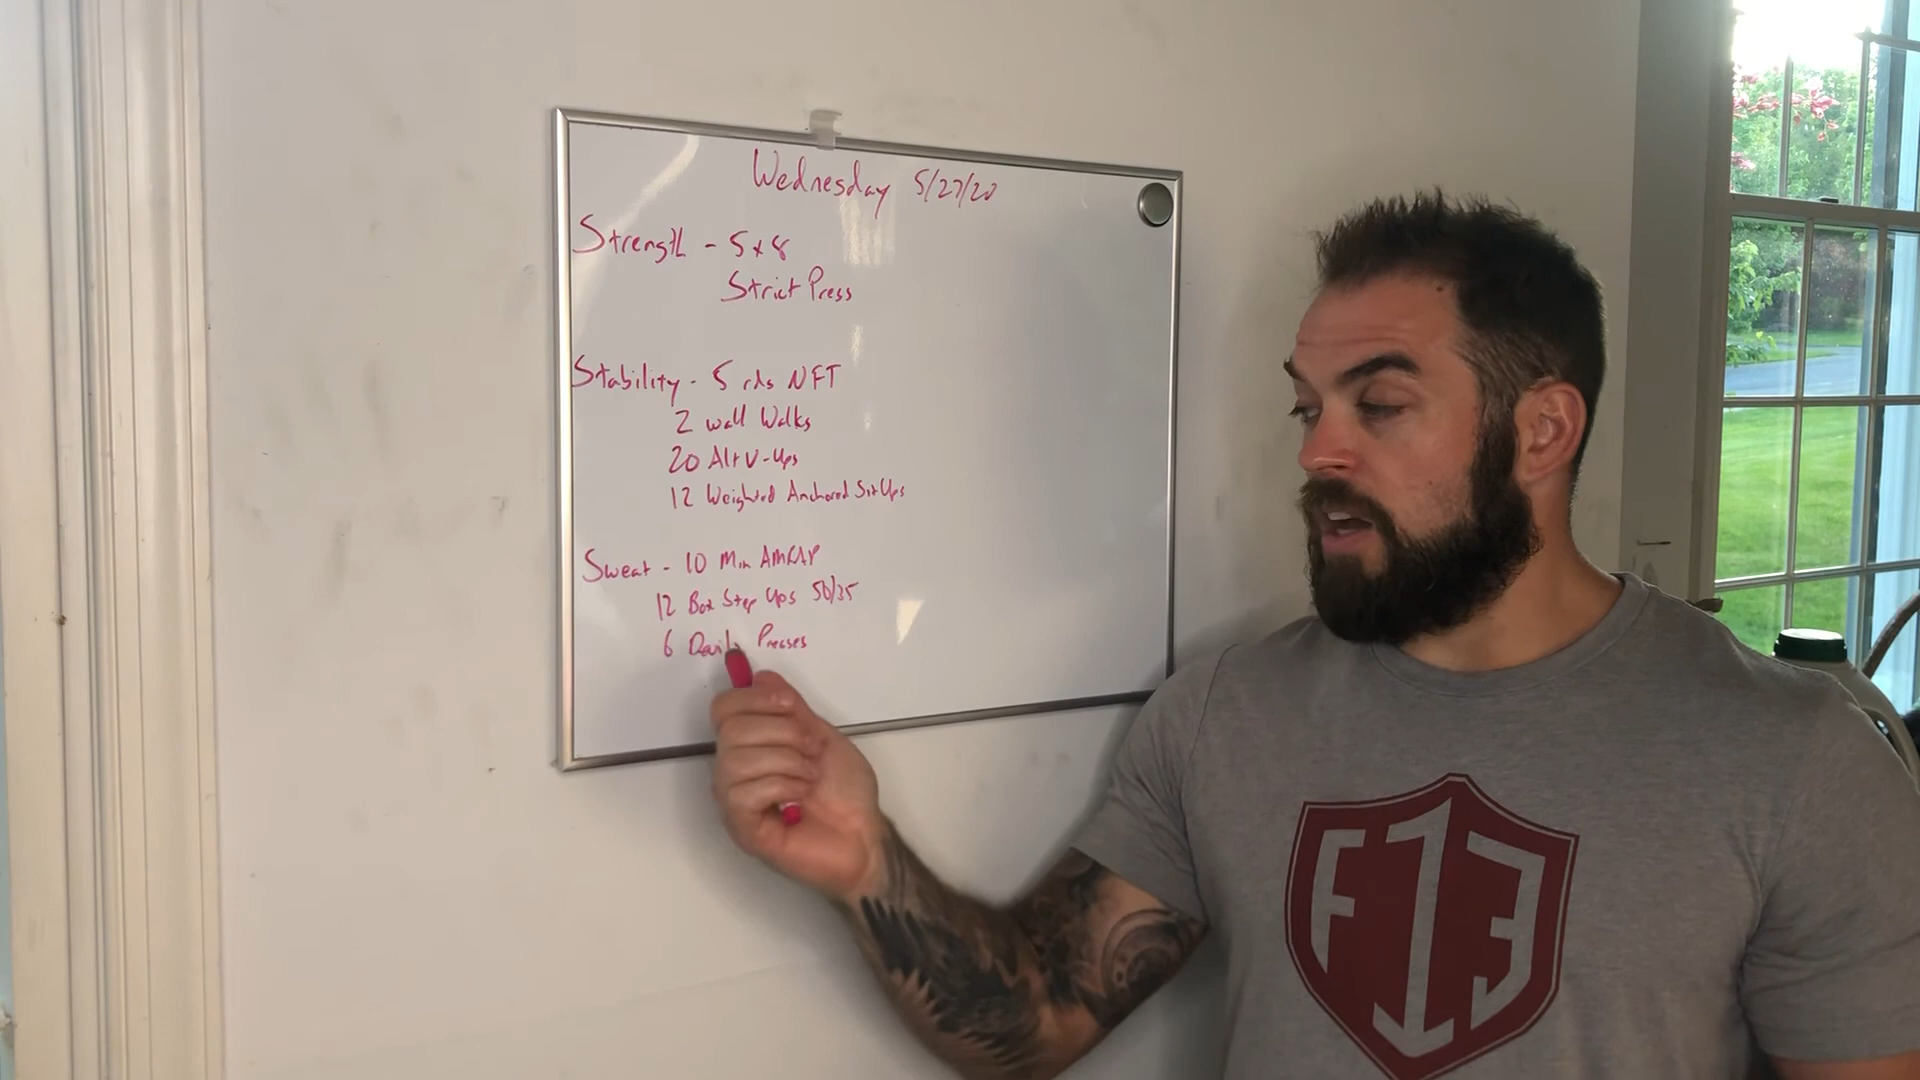 Wednesday 5/27/20
Strength - 5x8
Strict Press
Stability - 5 rds NFT
2 Wall Walks
20 Alt V-Ups
12 Weighted Anchored Sit Ups
Sweat - 10 Min AMRAP
12 Box Step Ups 50/35
6 Devils Presses
F13